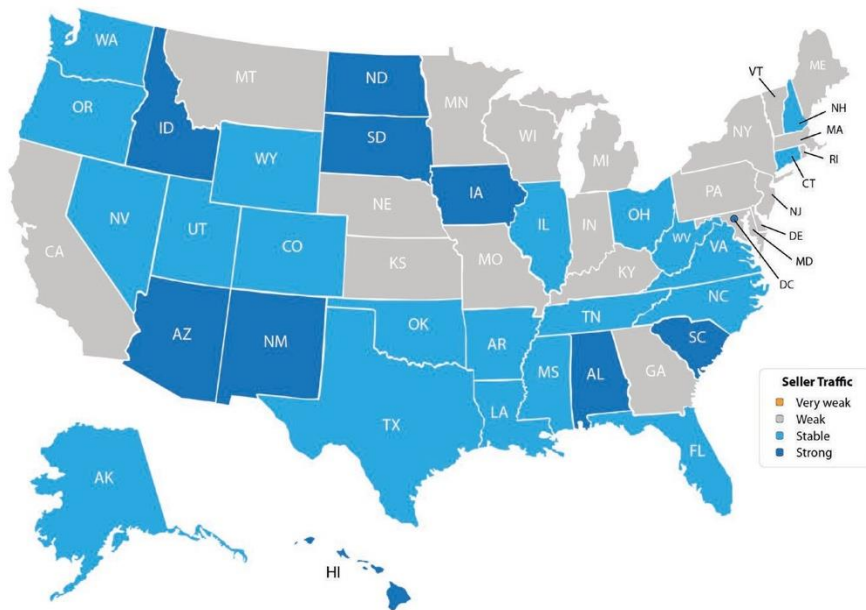 WA
MT
ND
MN
ME
VT
NH
OR
ID
SD
WI
NY
MA
MI
WY
RI
CT
IA
PA
NE
NJ
NV
OH
IL
IN
UT
DE
CO
WV
VA
MD
CA
KS
MO
KY
DC
NC
TN
OK
AZ
NM
AR
SC
MS
AL
GA
Seller Traffic
Very weak
Weak
Stable
Strong
LA
TX
FL
AK
HI